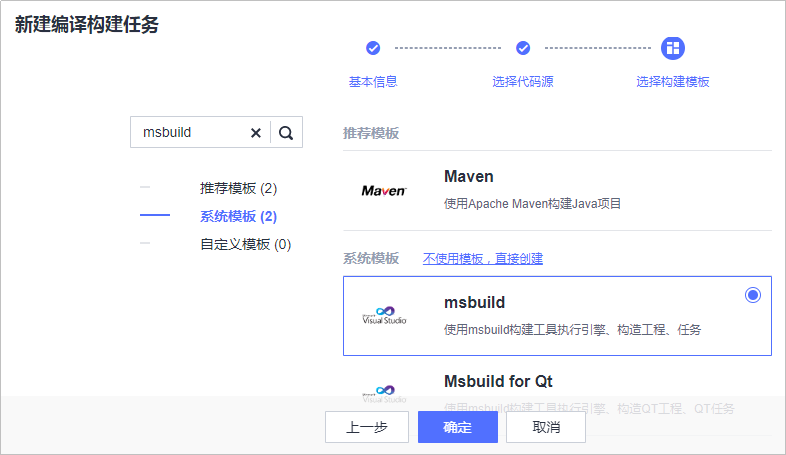 新建编译构建任务
基本信息
选择代码源
选择构建模板
msbuild
推荐模板 (2)
系统模板 (2)
自定义模板 (0)
推荐模板
Maven
Maven
使用Apache Maven构建Java项目
系统模板 不使用模板，直接创建
Visual Studio
msbuild
使用msbuild构建工具执行引擎、构造工程、任务
Visual Studio
Msbuild for Qt
使用msbuild构建工具执行引擎、构造QT工程、QT任务
上一步 确定 取消